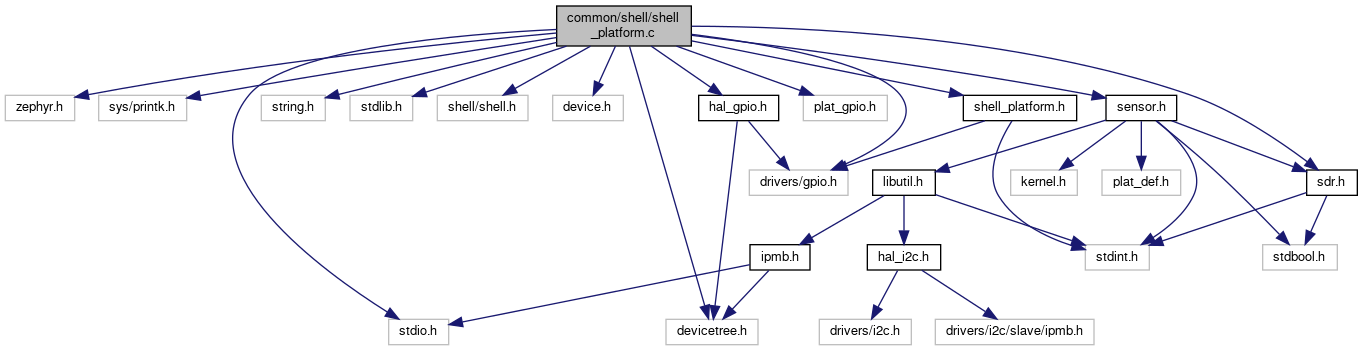 common/shell/shell
_platform.c
zephyr.h
sys/printk.h
string.h
stdlib.h
shell/shell.h
device.h
hal_gpio.h
plat_gpio.h
shell_platform.h
sensor.h
drivers/gpio.h
libutil.h
kernel.h
plat_def.h
sdr.h
ipmb.h
hal_i2c.h
stdint.h
stdbool.h
stdio.h
devicetree.h
drivers/i2c.h
drivers/i2c/slave/ipmb.h